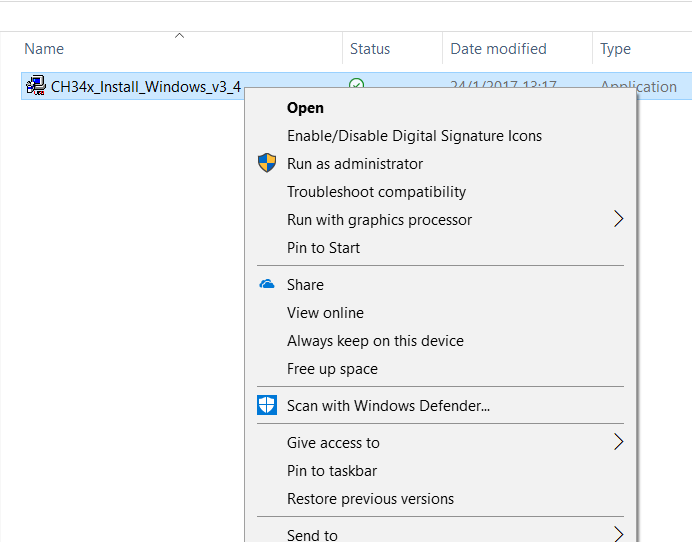 Name Status Date modified Type
CH34x_Install_Windows_v3_4 24/1/2017 13:17 Application
Open
Enable/Disable Digital Signature Icons
Run as administrator
Troubleshoot compatibility
Run with graphics processor
Pin to Start
Share
View online
Always keep on this device
Free up space
Scan with Windows Defender...
Give access to
Pin to taskbar
Restore previous versions
Send to